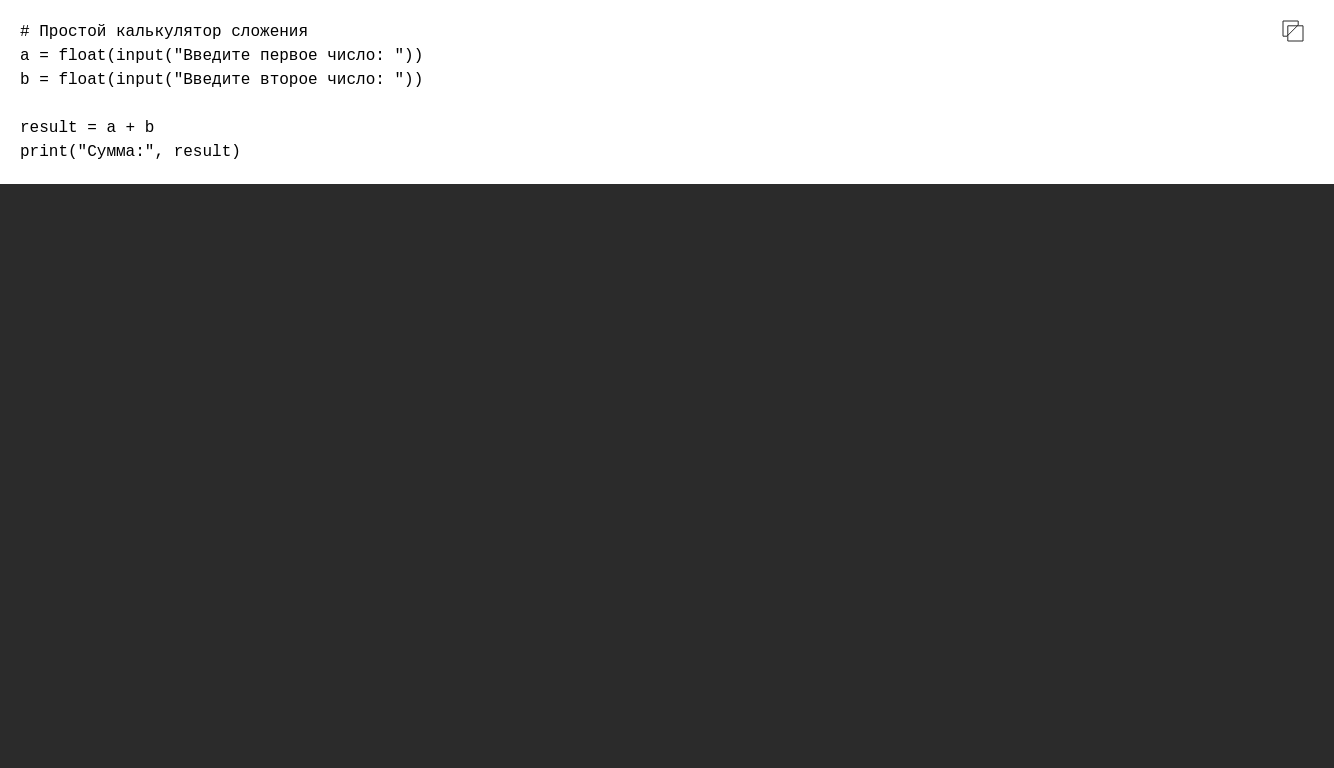 # Простой калькулятор сложения
a = float(input("Введите первое число: "))
b = float(input("Введите второе число: "))

result = a + b
print("Сумма:", result)